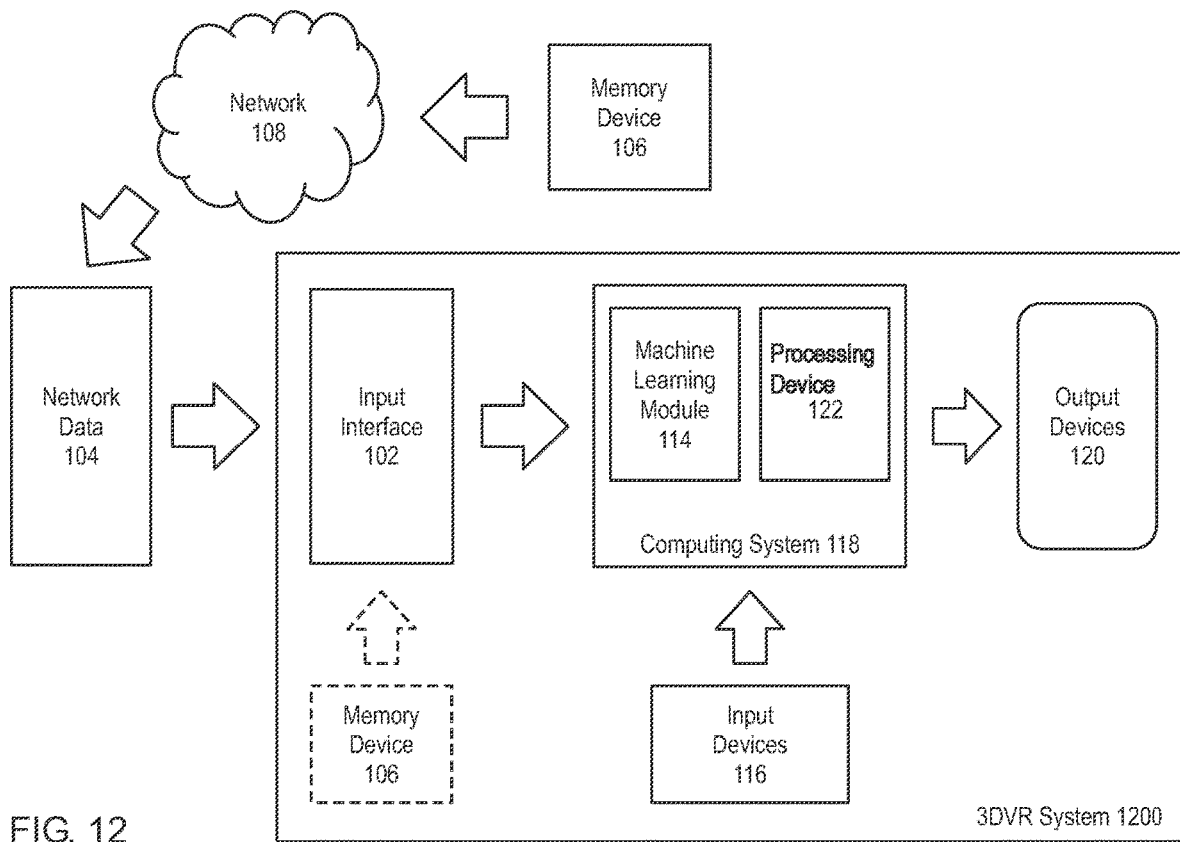 Network
108
Memory
Device
106
Network
Data
104
Input
Interface
102
Machine
Learning
Module
114
Processing
Device
122
Computing System 118
Output
Devices
120
Memory
Device
106
Input
Devices
116
3DVR System 1200
FIG. 12